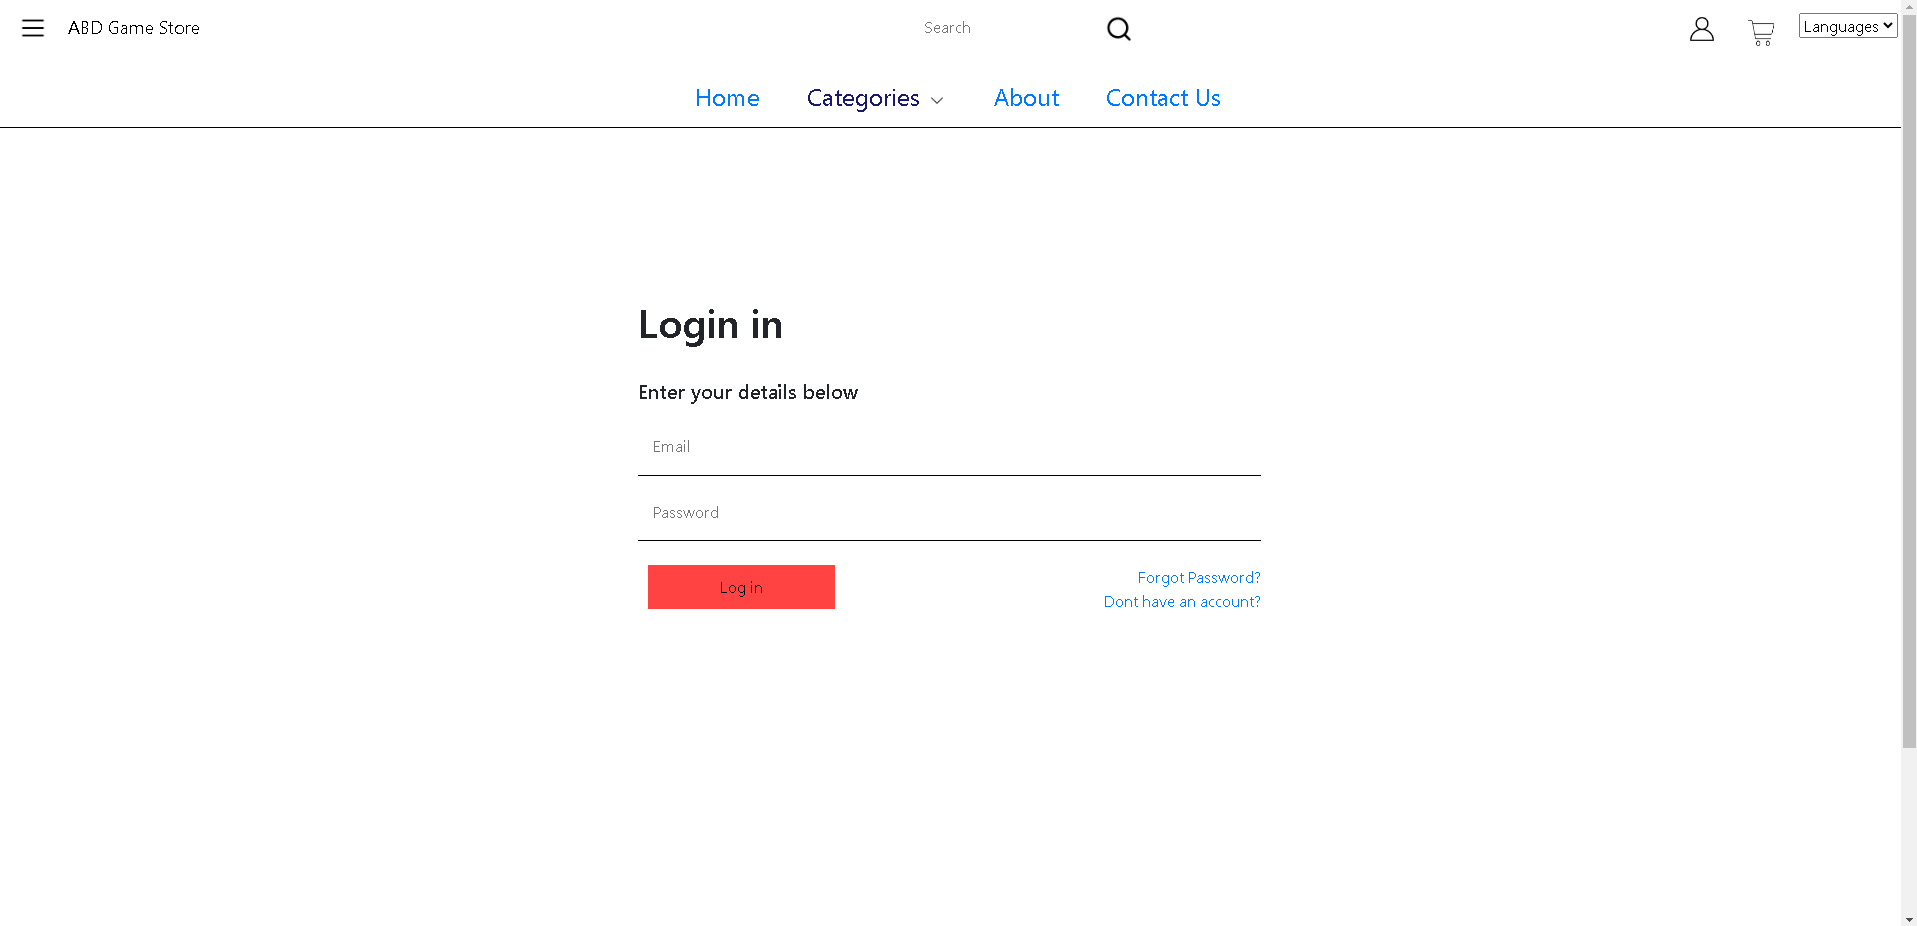 ABD Game Store
Search
Languages
Home
Categories
About
Contact Us
Login in
Enter your details below
Email
Password
Log in
Forgot Password?
Dont have an account?